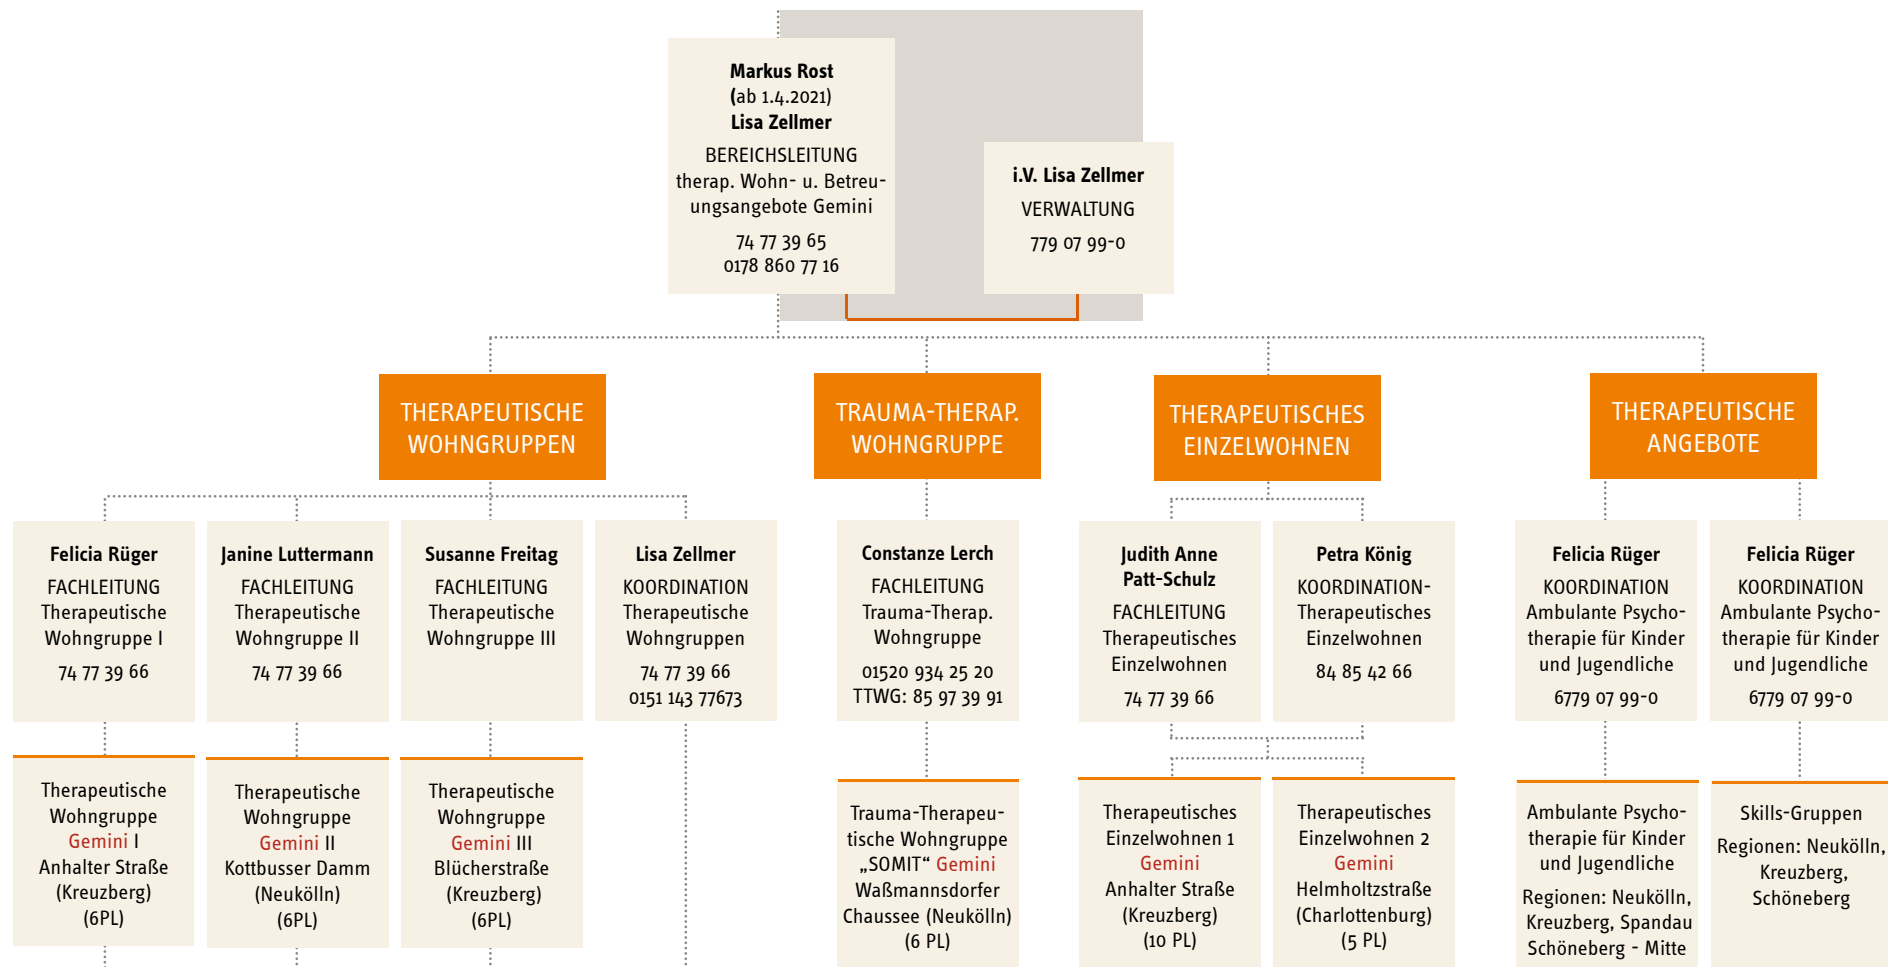 Markus Rost
(ab 1.4.2021)
Lisa Zellmer
BEREICHSLEITUNG
therap. Wohn- u. Betreu-
ungsangebote Gemini
74 77 39 65
0178 860 77 16
i.V. Lisa Zellmer
VERWALTUNG
779 07 99-0
THERAPEUTISCHE
WOHNGRUPPEN
TRAUMA-THERAP.
WOHNGRUPPE
THERAPEUTISCHES
EINZELWOHNEN
THERAPEUTISCHE
ANGEBOTE
Felicia Rüger
FACHLEITUNG
Therapeutische
Wohngruppe I
74 77 39 66
Janine Luttermann
FACHLEITUNG
Therapeutische
Wohngruppe II
74 77 39 66
Susanne Freitag
FACHLEITUNG
Therapeutische
Wohngruppe III
Lisa Zellmer
KOORDINATION
Therapeutische
Wohngruppen
74 77 39 66
0151 143 77673
Constanze Lerch
FACHLEITUNG
Trauma-Therap.
Wohngruppe
01520 934 25 20
TTWG: 85 97 39 91
Judith Anne
Patt-Schulz
FACHLEITUNG
Therapeutisches
Einzelwohnen
74 77 39 66
Petra König
KOORDINATION-
Therapeutisches
Einzelwohnen
84 85 42 66
Felicia Rüger
KOORDINATION
Ambulante Psycho-
therapie für Kinder
und Jugendliche
6779 07 99-0
Felicia Rüger
KOORDINATION
Ambulante Psycho-
therapie für Kinder
und Jugendliche
6779 07 99-0
Therapeutische
Wohngruppe
Gemini I
Anhalter Straße
(Kreuzberg)
(6PL)
Therapeutische
Wohngruppe
Gemini II
Kottbusser Damm
(Neukölln)
(6PL)
Therapeutische
Wohngruppe
Gemini III
Blücherstraße
(Kreuzberg)
(6PL)
Trauma-Therapeu-
tische Wohngruppe
„SOMIT“ Gemini
Waßmannsdorfer
Chaussee (Neukölln)
(6 PL)
Therapeutisches
Einzelwohnen 1
Gemini
Anhalter Straße
(Kreuzberg)
(10 PL)
Therapeutisches
Einzelwohnen 2
Gemini
Helmholtzstraße
(Charlottenburg)
(5 PL)
Ambulante Psycho-
therapie für Kinder
und Jugendliche
Regionen: Neukölln,
Kreuzberg, Spandau
Schöneberg - Mitte
Skills-Gruppen
Regionen: Neukölln,
Kreuzberg,
Schöneberg